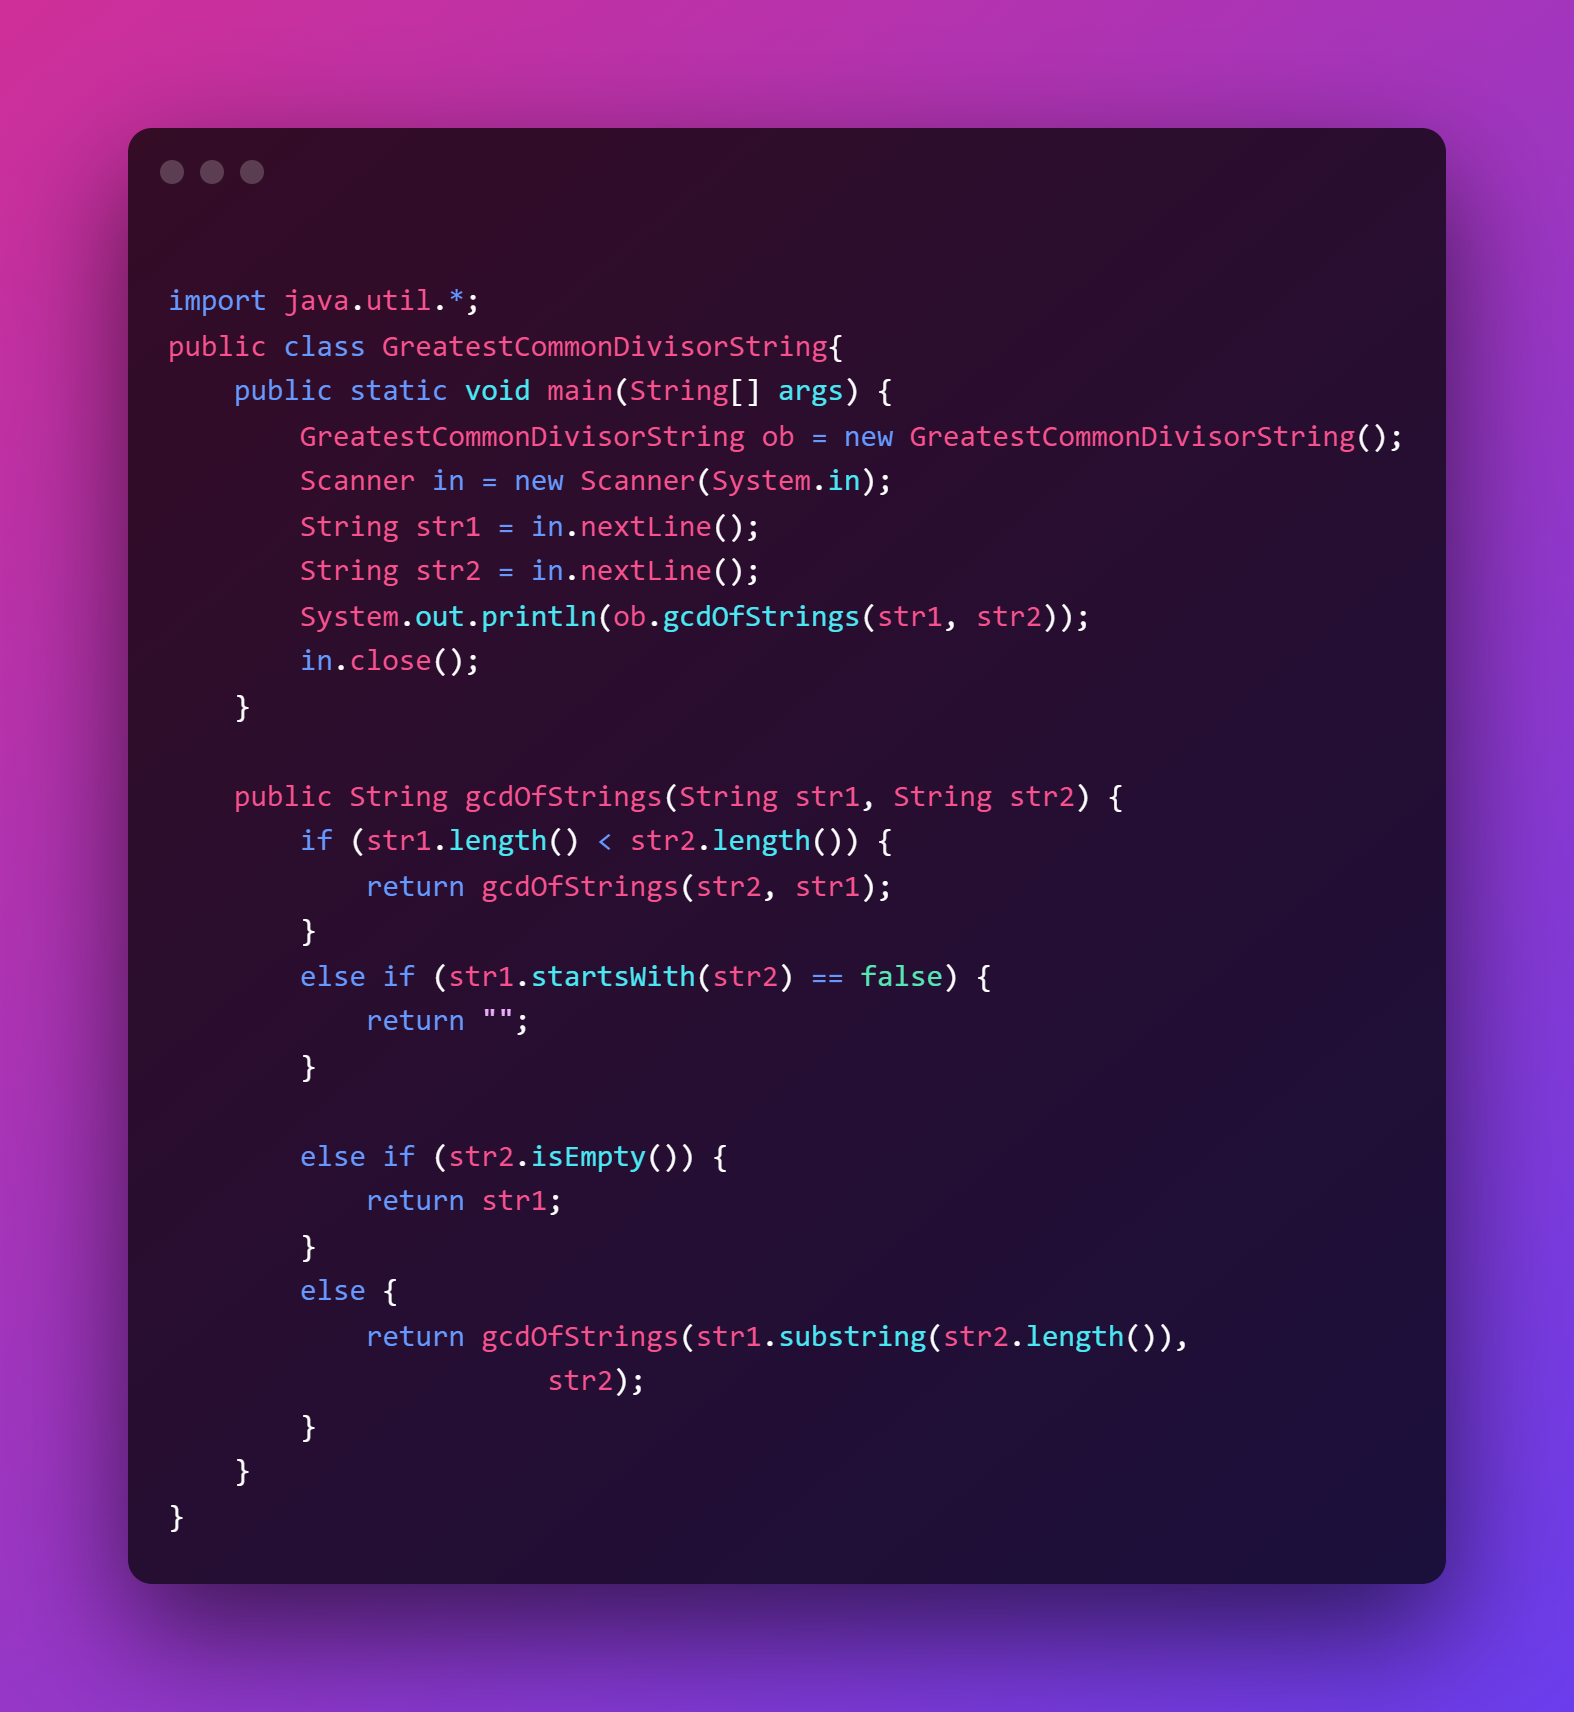 import java.util.*;
public class GreatestCommonDivisorString{
    public static void main(String[] args) {
        GreatestCommonDivisorString ob = new GreatestCommonDivisorString();
        Scanner in = new Scanner(System.in);
        String str1 = in.nextLine();
        String str2 = in.nextLine();
        System.out.println(ob.gcdOfStrings(str1, str2));
        in.close();
    }

    public String gcdOfStrings(String str1, String str2) {
        if (str1.length() < str2.length()) {
            return gcdOfStrings(str2, str1);
        }
        else if (str1.startsWith(str2) == false) {
            return "";
        }

        else if (str2.isEmpty()) {
            return str1;
        }
        else {
            return gcdOfStrings(str1.substring(str2.length()),
                       str2);
        }
    }
}